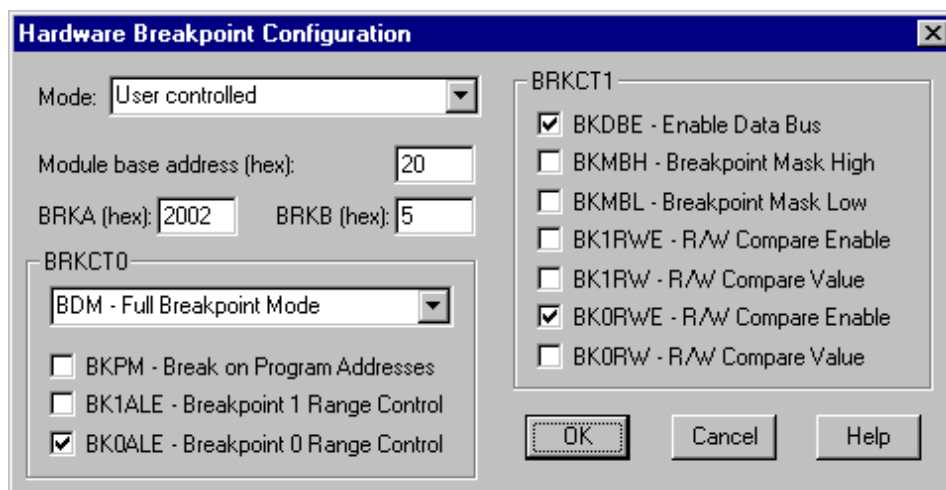 Hardware Breakpoint Configuration
Mode: User controlled
Module base address (hex): 20
BRKA (hex): 2002 BRKB (hex): 5
BRKCT0
BDM - Full Breakpoint Mode
BKPM - Break on Program Addresses
BK1ALE - Breakpoint 1 Range Control
BK0ALE - Breakpoint 0 Range Control
BRKCT1
BKDBE - Enable Data Bus
BKMBH - Breakpoint Mask High
BKMBL - Breakpoint Mask Low
BK1RWE - R/W Compare Enable
BK1RW - R/W Compare Value
BK0RWE - R/W Compare Enable
BK0RW - R/W Compare Value
OK Cancel Help